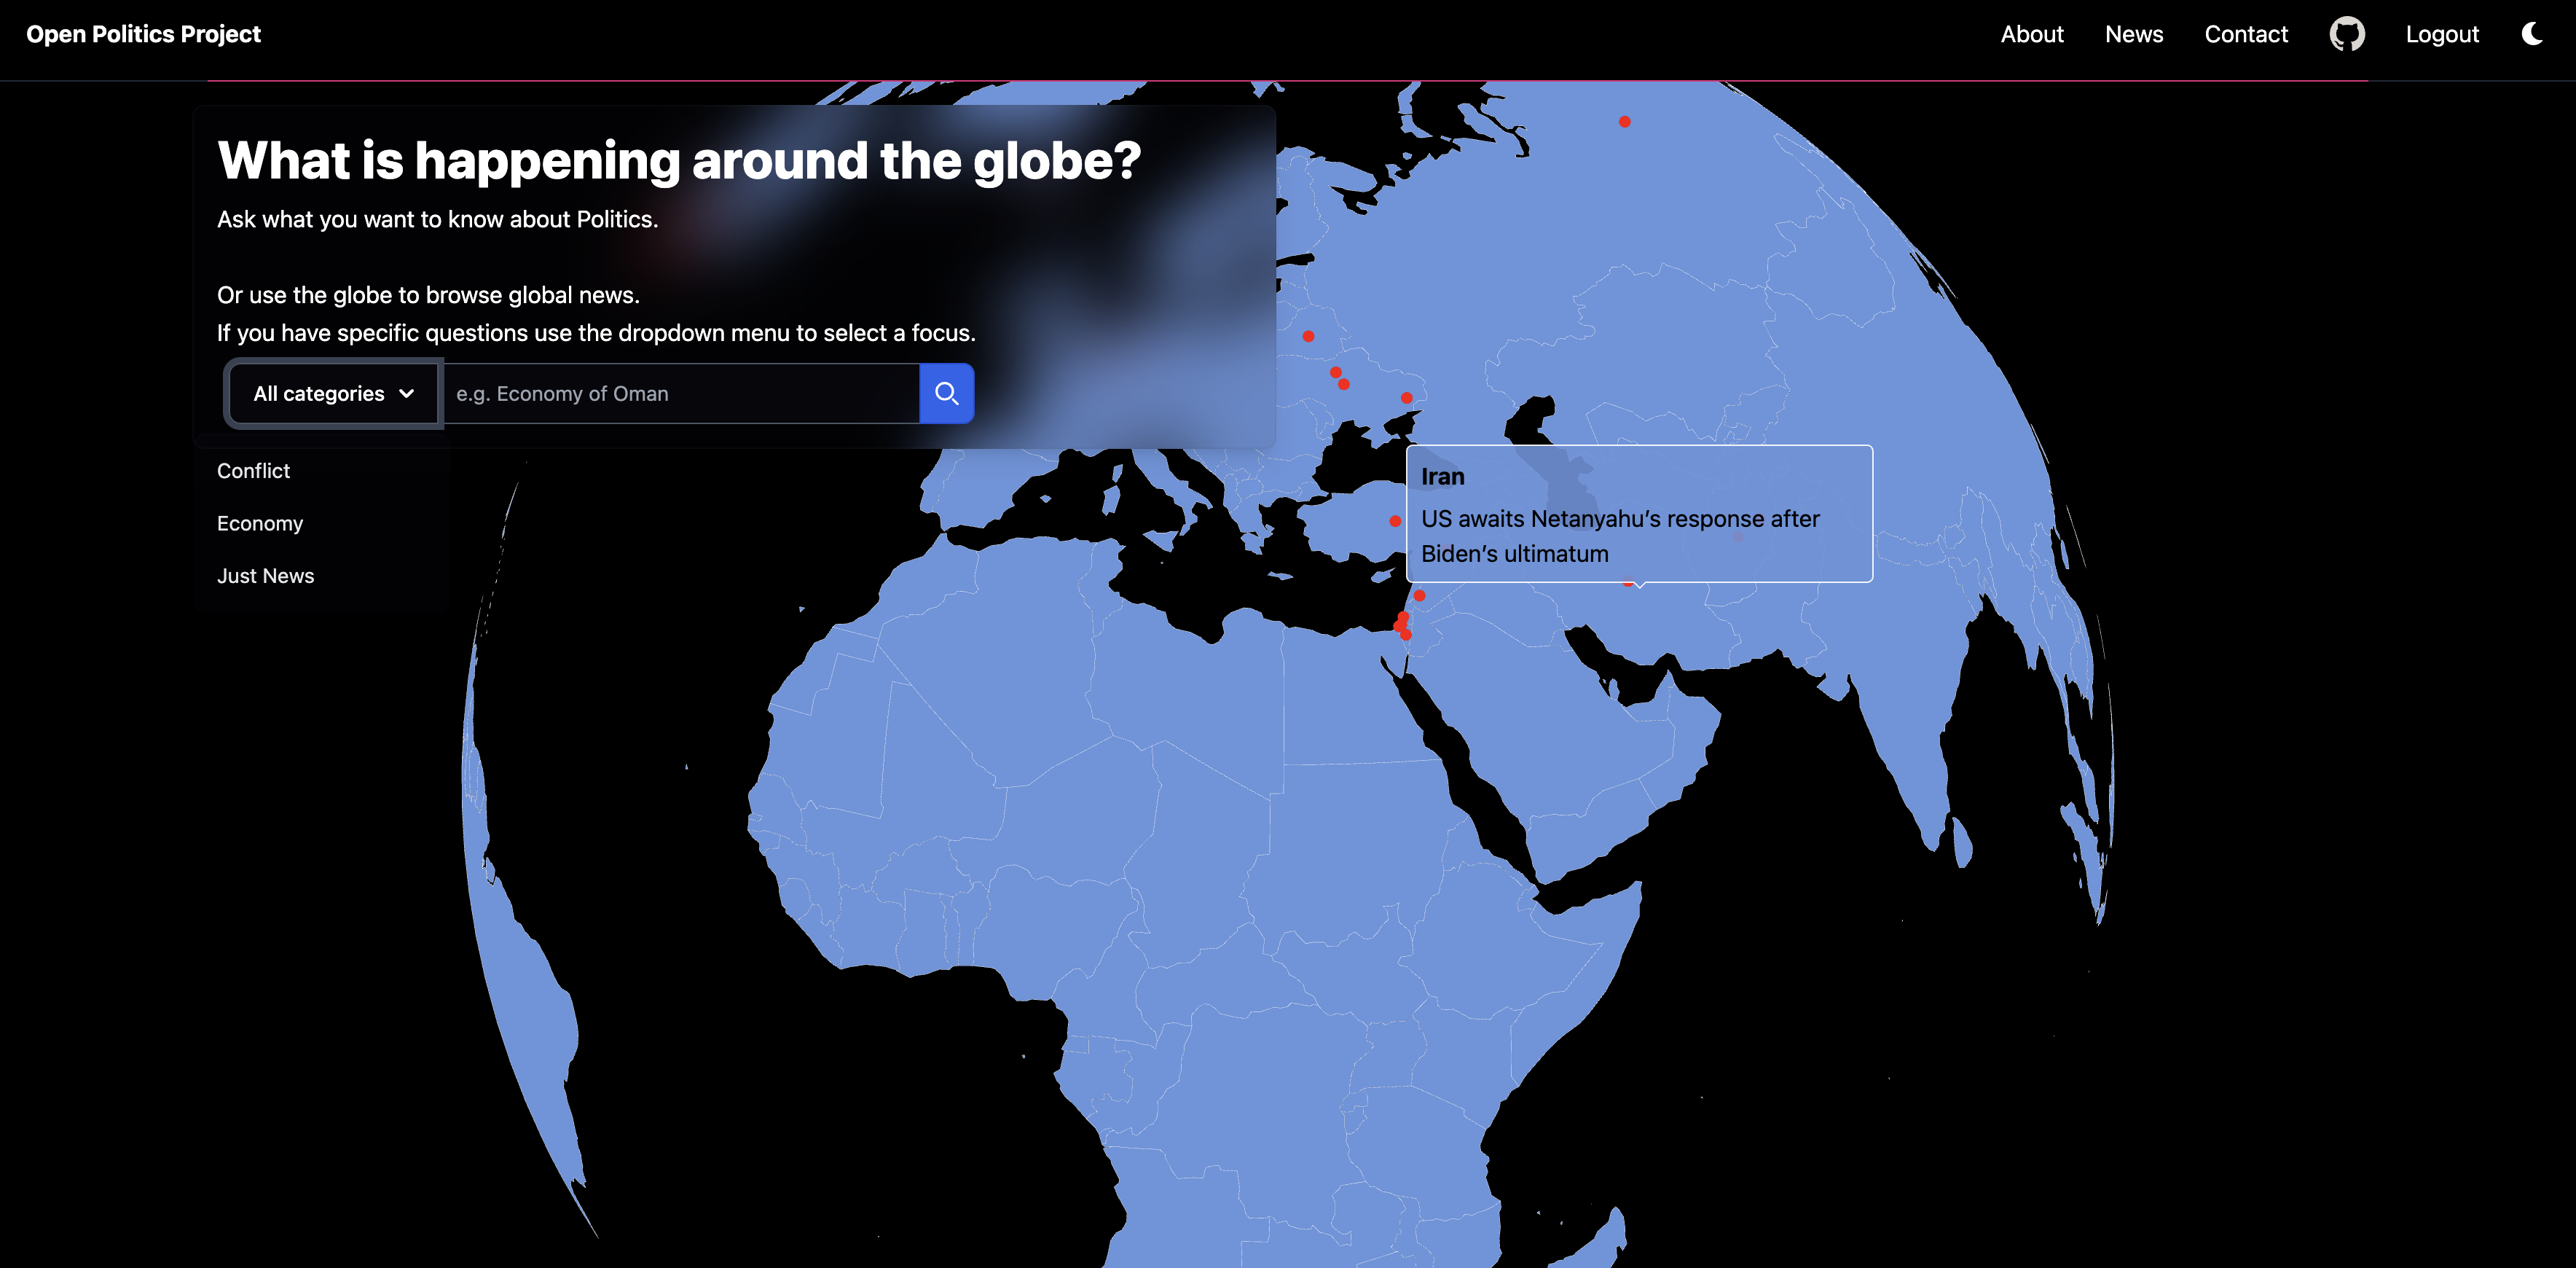 Open Politics Project
About
News
Contact
Logout
What is happening around the globe?
Ask what you want to know about Politics.
Or use the globe to browse global news.
If you have specific questions use the dropdown menu to select a focus.
All categories
e.g. Economy of Oman
Conflict
Economy
Just News
Iran
US awaits Netanyahu’s response after
Biden’s ultimatum